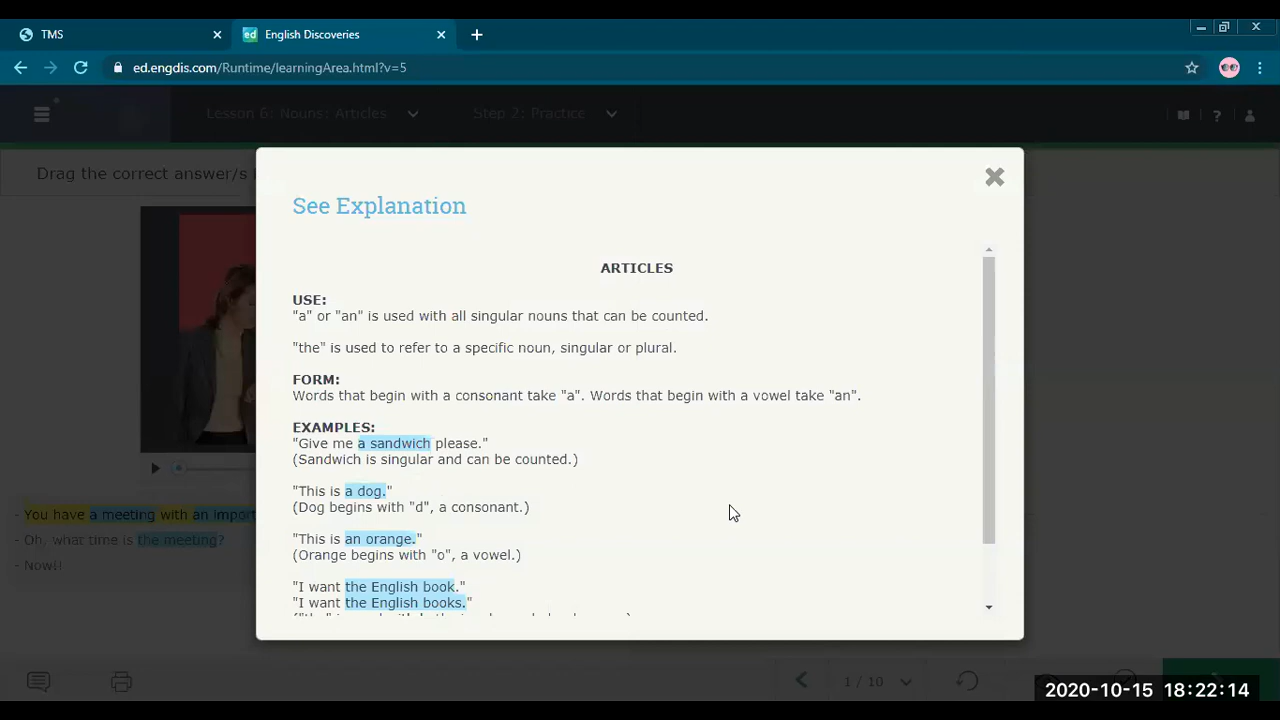 TMS
English Discoveries
ed.engdis.com/Runtime/learningArea.html?v=5
Lesson 6: Nouns: Articles
Step 2: Practice
?
Drag the correct answer/s
See Explanation
ARTICLES
USE:
"a" or "an" is used with all singular nouns that can be counted.
"the" is used to refer to a specific noun, singular or plural.
FORM:
Words that begin with a consonant take "a". Words that begin with a vowel take "an".
EXAMPLES:
"Give me a sandwich please."
(Sandwich is singular and can be counted.)
"This is a dog."
(Dog begins with "d", a consonant.)
"This is an orange."
(Orange begins with "o", a vowel.)
"I want the English book."
"I want the English books."
- You have a meeting with an import
- Oh, what time is the meeting?
- Now!!
1 / 10
2020-10-15 18:22:14